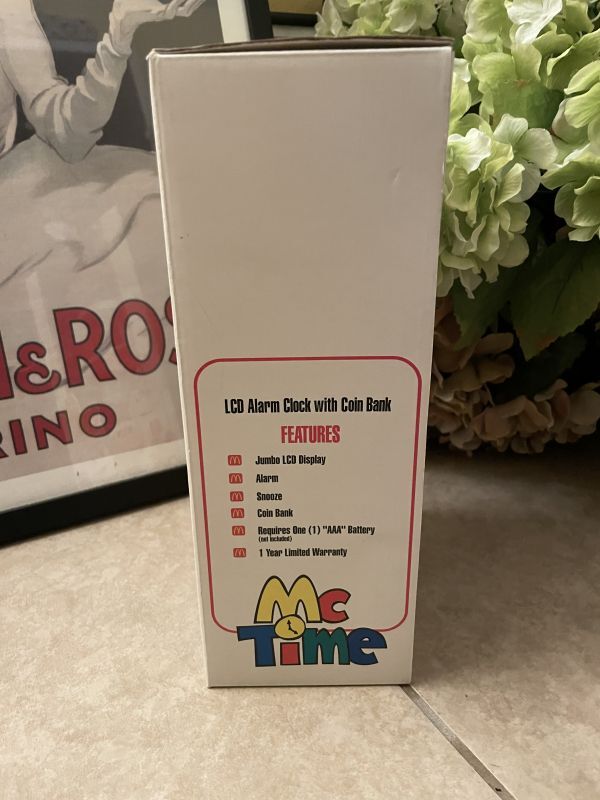 &ROS
RINO
LCD Alarm Clock with Coin Bank
FEATURES
Jumbo LCD Display
Alarm
Snooze
Coin Bank
Requires One (1) "AAA" Battery
(not included)
1 Year Limited Warranty
Mc
Time